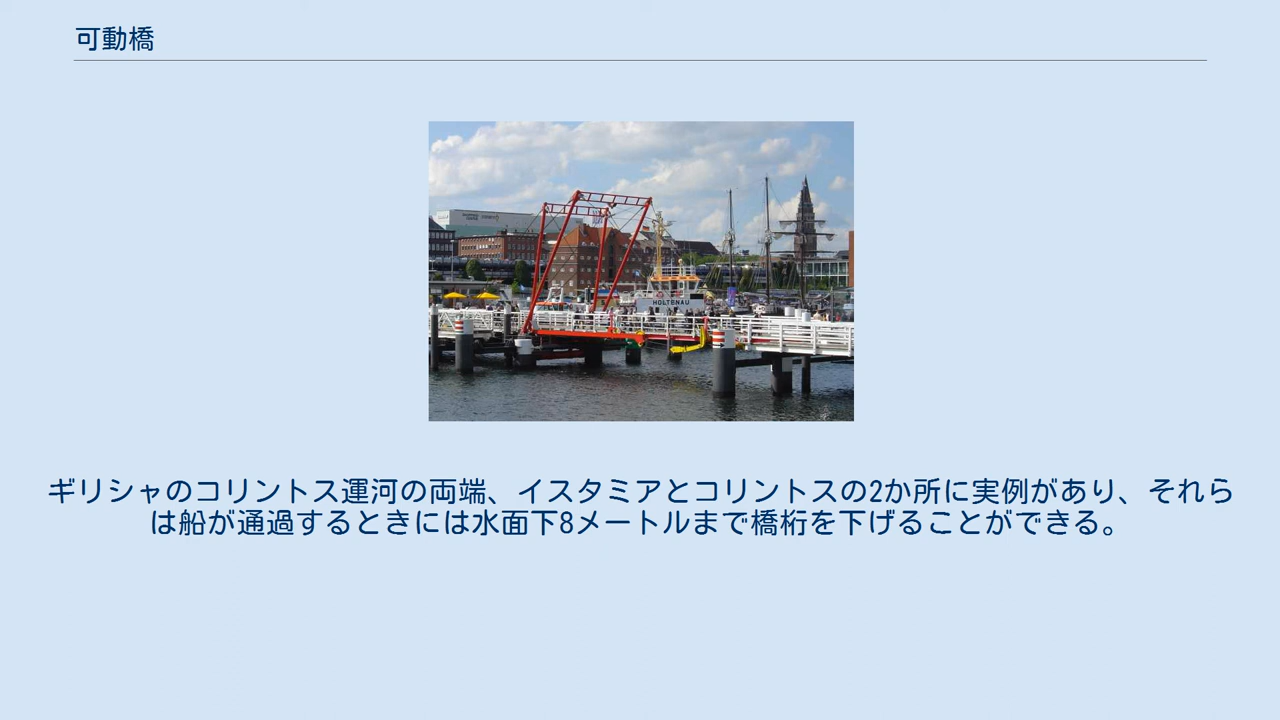 可動橋
HOLTENAU
ギリシャのコリントス運河の両端、イスタミアとコリントスの2か所に実例があり、それら
は船が通過するときには水面下8メートルまで橋桁を下げることができる。